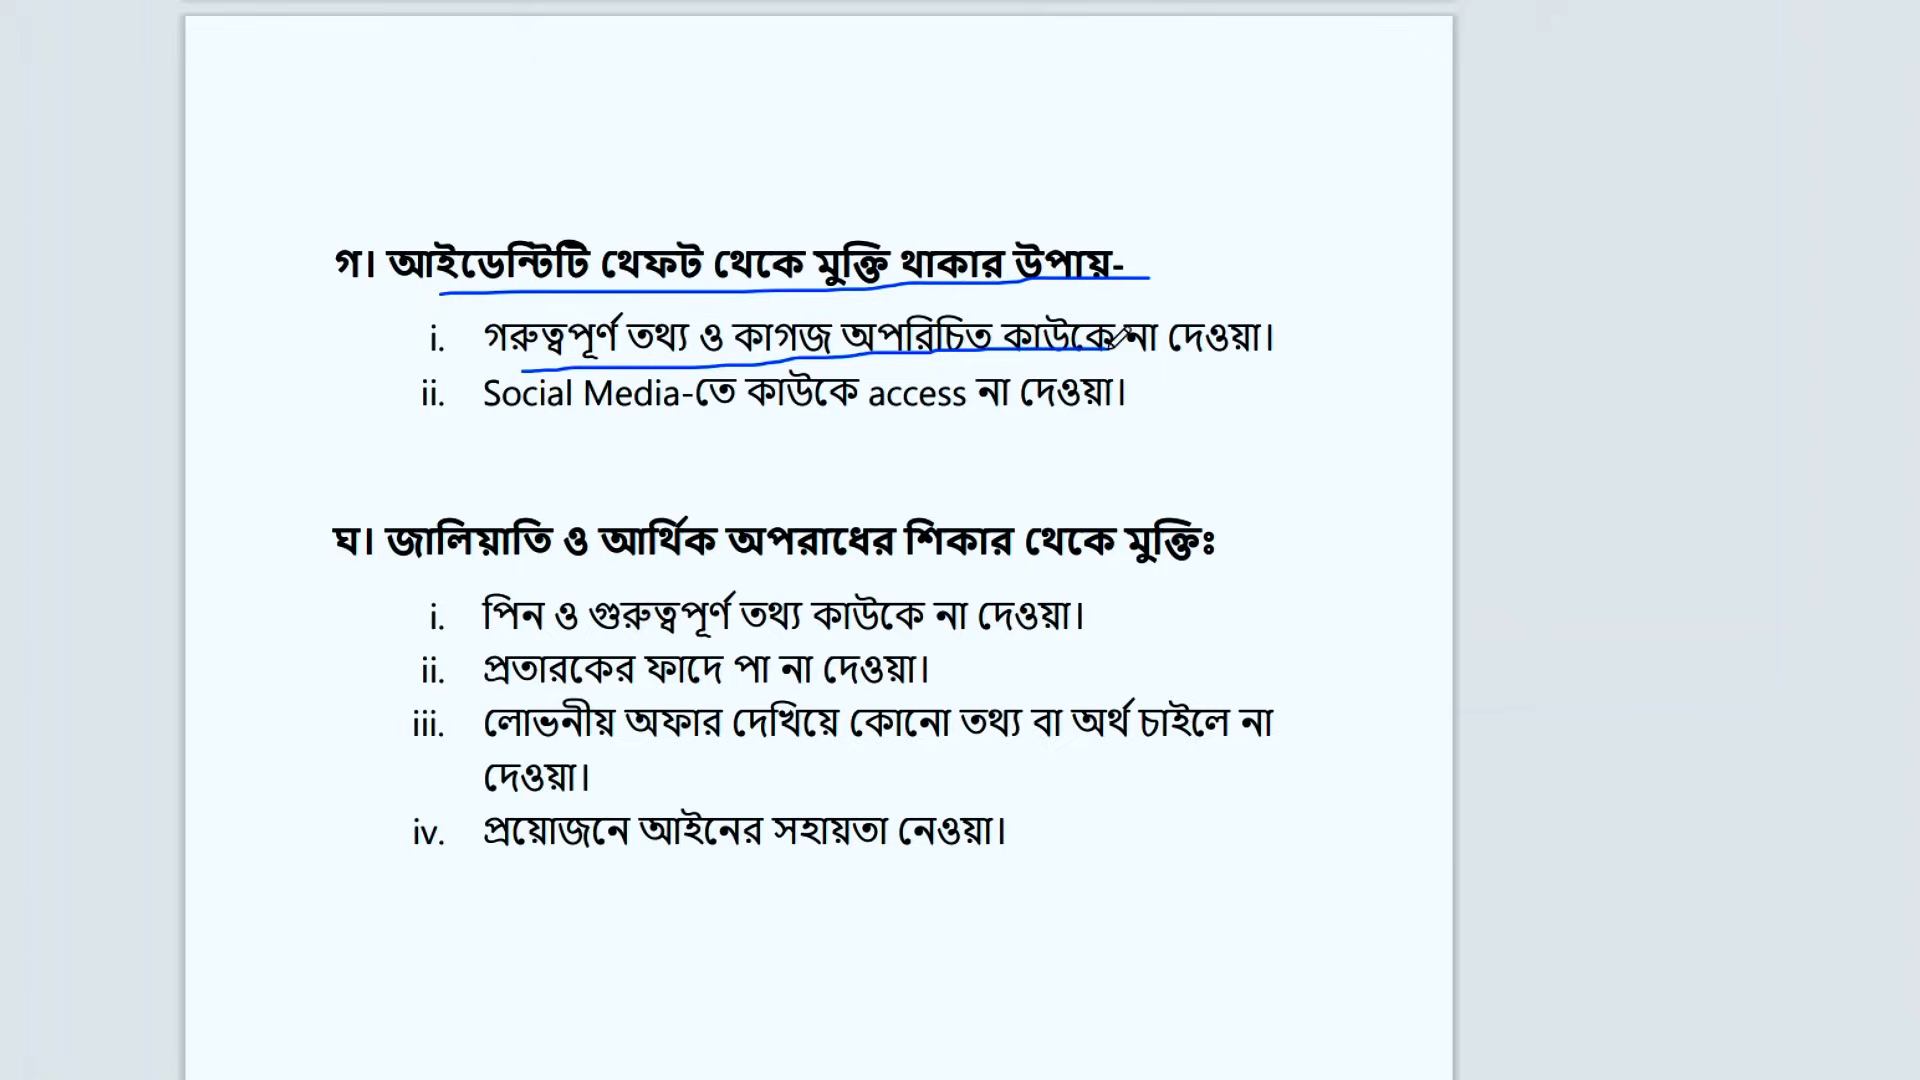 গ। আইডেন্টিটি থেফট থেকে মুক্তি থাকার উপায়-
i. গরুত্বপূর্ণ তথ্য ও কাগজ অপরিচিত কাউকে না দেওয়া।
ii. Social Media-তে কাউকে access না দেওয়া।
ঘ। জালিয়াতি ও আর্থিক অপরাধের শিকার থেকে মুক্তিঃ
i. পিন ও গুরুত্বপূর্ণ তথ্য কাউকে না দেওয়া।
ii. প্রতারকের ফাদে পা না দেওয়া।
iii. লোভনীয় অফার দেখিয়ে কোনো তথ্য বা অর্থ চাইলে না
দেওয়া।
iv. প্রয়োজনে আইনের সহায়তা নেওয়া।